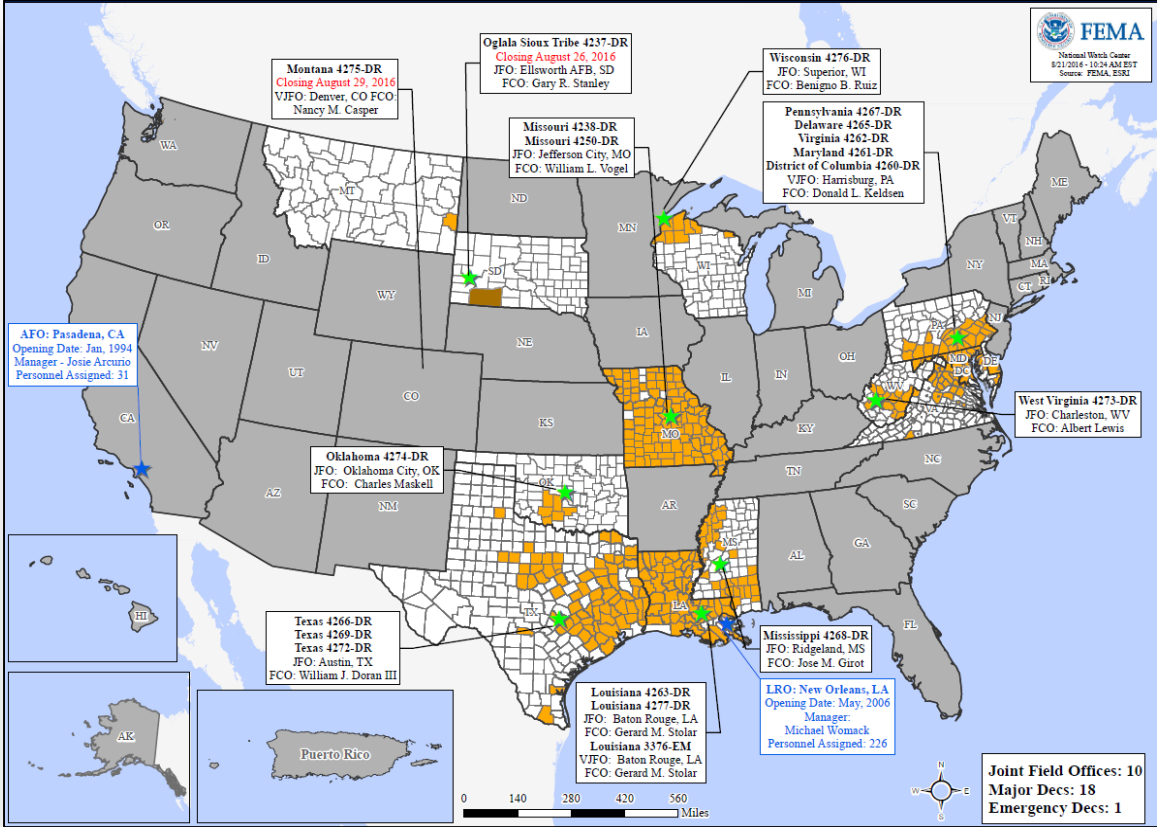 FEMA
National Watch Center
8/21/2016 - 10:24 AM EST
Source: FEMA, ESRI
Oglala Sioux Tribe 4237-DR
Closing August 26, 2016
JFO: Ellsworth AFB, SD
FCO: Gary R. Stanley
Wisconsin 4276-DR
JFO: Superior, WI
FCO: Benigno B. Ruiz
Montana 4275-DR
Closing August 29, 2016
VJFO: Denver, CO FCO:
Nancy M. Casper
Missouri 4238-DR
Missouri 4250-DR
JFO: Jefferson City, MO
FCO: William L. Vogel
Pennsylvania 4267-DR
Delaware 4265-DR
Virginia 4262-DR
Maryland 4261-DR
District of Columbia 4260-DR
VJFO: Harrisburg, PA
FCO: Donald L. Keldsen
WA
MT
ND
MN
ME
VT
NH
OR
ID
SD
WI
NY
MA
CT
RI
WY
MI
AFO: Pasadena, CA
Opening Date: Jan, 1994
Manager - Josie Arcurio
Personnel Assigned: 31
NV
UT
NE
IA
PA
NJ
OH
MD
DE
DC
IL
IN
CO
WV
VA
CA
KS
MO
KY
West Virginia 4273-DR
JFO: Charleston, WV
FCO: Albert Lewis
Oklahoma 4274-DR
JFO: Oklahoma City, OK
FCO: Charles Maskell
NC
TN
AZ
NM
OK
AR
SC
MS
AL
GA
HI
TX
LA
FL
Texas 4266-DR
Texas 4269-DR
Texas 4272-DR
JFO: Austin, TX
FCO: William J. Doran III
Mississippi 4268-DR
JFO: Ridgeland, MS
FCO: Jose M. Girot
LRO: New Orleans, LA
Opening Date: May, 2006
Manager:
Michael Womack
Personnel Assigned: 226
Louisiana 4263-DR
Louisiana 4277-DR
JFO: Baton Rouge, LA
FCO: Gerard M. Stolar
Louisiana 3376-EM
VJFO: Baton Rouge, LA
FCO: Gerard M. Stolar
AK
Puerto Rico
N
W
E
S
0 140 280 420 560
Miles
Joint Field Offices: 10
Major Decs: 18
Emergency Decs: 1